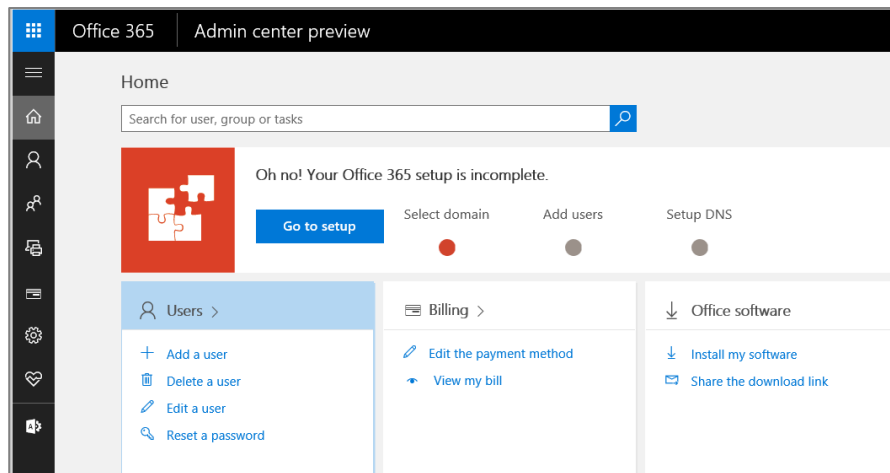 Office 365 Admin center preview
Home
Search for user, group or tasks
Oh no! Your Office 365 setup is incomplete.
Go to setup
Select domain Add users Setup DNS
Users
Add a user
Delete a user
Edit a user
Reset a password
Billing
Edit the payment method
View my bill
Office software
Install my software
Share the download link